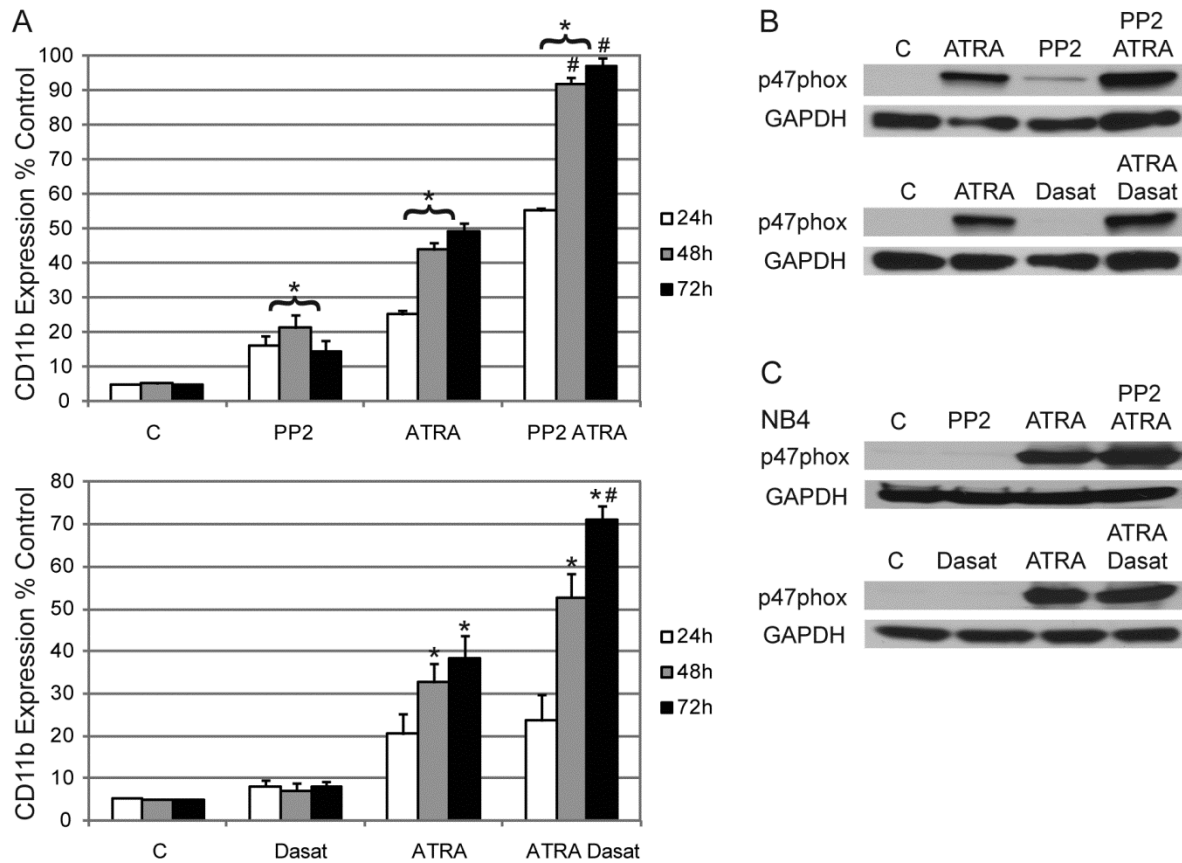 A
CD11b Expression % Control
100
90
80
70
60
50
40
30
20
10
0
*
*
*
#
#
C
PP2
ATRA
PP2 ATRA
24h
48h
72h
CD11b Expression % Control
80
70
60
50
40
30
20
10
0
*
*
*
*#
C
Dasat
ATRA
ATRA Dasat
24h
48h
72h
B
C ATRA PP2 PP2 ATRA
p47phox
GAPDH
C ATRA Dasat ATRA Dasat
p47phox
GAPDH
C
NB4
C PP2 ATRA PP2 ATRA
p47phox
GAPDH
C Dasat ATRA ATRA Dasat
p47phox
GAPDH